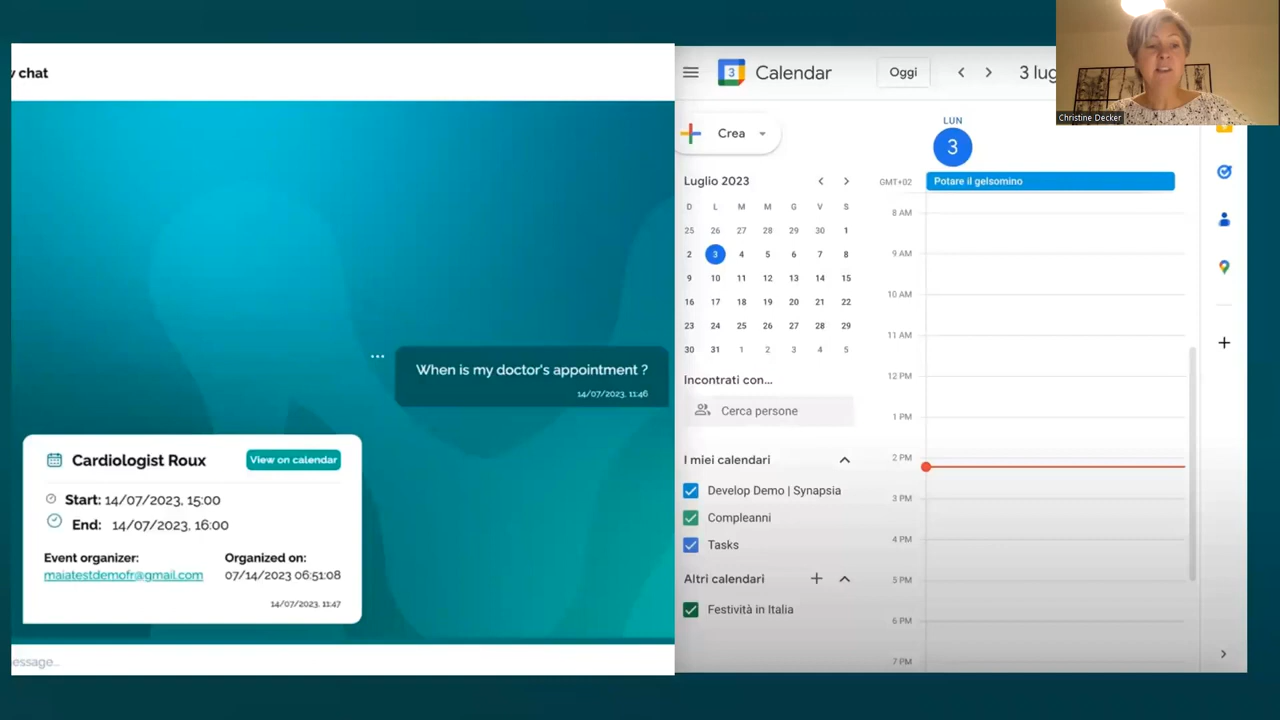 chat
When is my doctor's appointment ?
14/07/2023, 11:46
Cardiologist Roux
View on calendar
Start: 14/07/2023, 15:00
End: 14/07/2023, 16:00
Event organizer:
Organized on:
maiatestdemofr@gmail.com
07/14/2023 06:51:08
14/07/2023, 11:47
essage...
3
Calendar
Oggi
3 lug
Crea
Luglio 2023
D L M M G V S
25 26 27 28 29 30 1
2 3 4 5 6 7 8
9 10 11 12 13 14 15
16 17 18 19 20 21 22
23 24 25 26 27 28 29
30 31 1 2 3 4 5
Incontrati con...
Cerca persone
I miei calendari
Develop Demo | Synapsia
Compleanni
Tasks
Altri calendari
Festività in Italia
LUN
3
GMT+02
Potare il gelsomino
8 AM
9 AM
10 AM
11 AM
12 PM
1 PM
2 PM
3 PM
4 PM
5 PM
6 PM
7 PM
Christine Decker